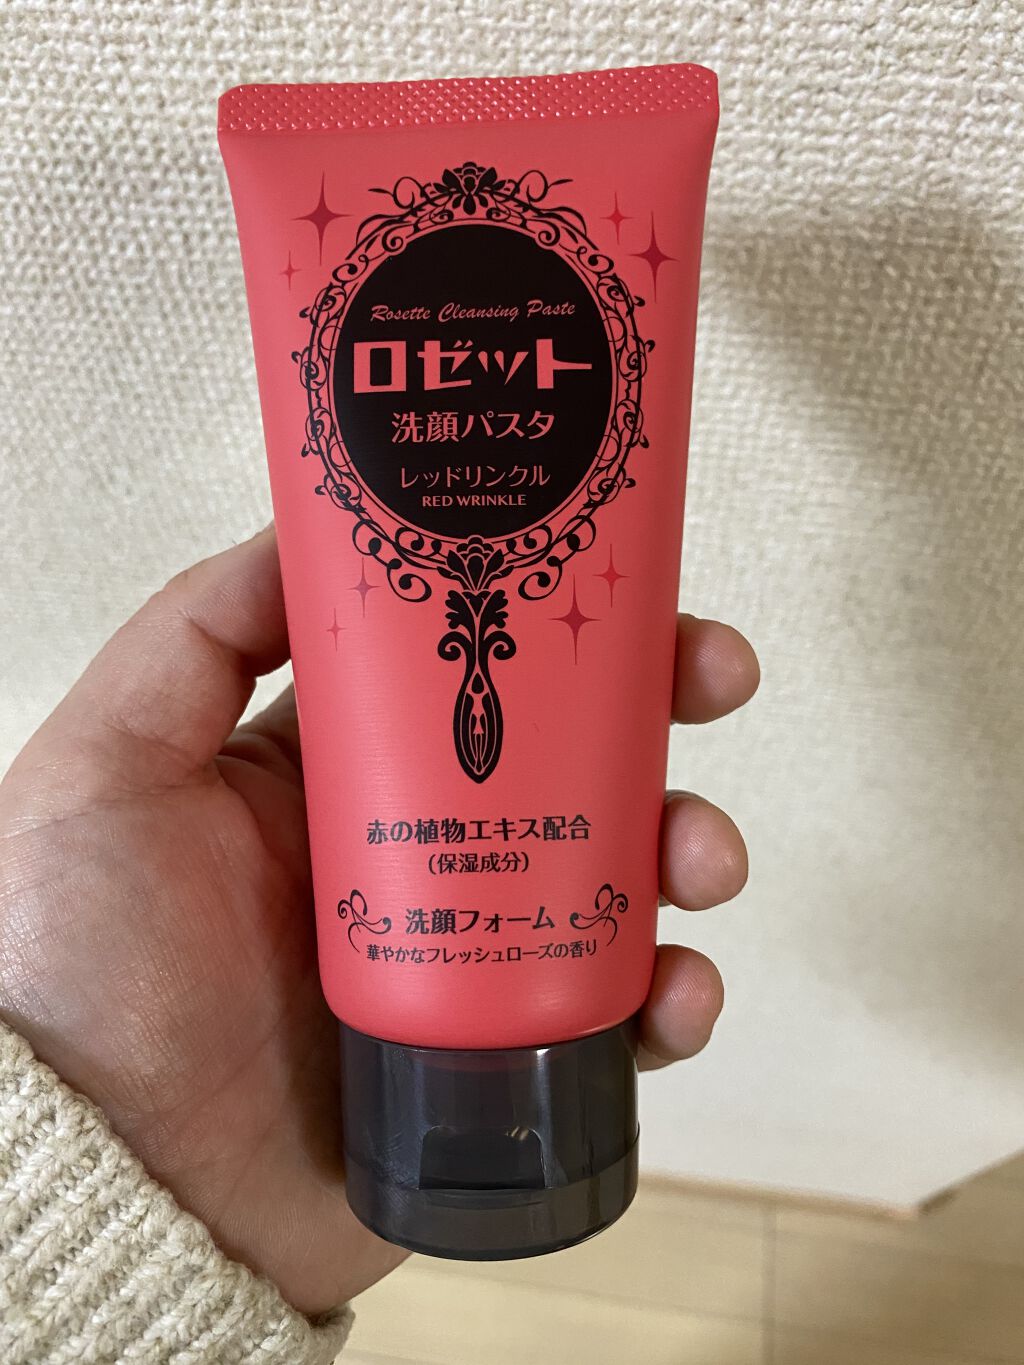 Rosette Cleansing Paste
ロゼット
洗顔パスタ
レッドリンクル
RED WRINKLE
赤の植物エキス配合
(保湿成分)
洗顔フォーム
華やかなフレッシュローズの香り